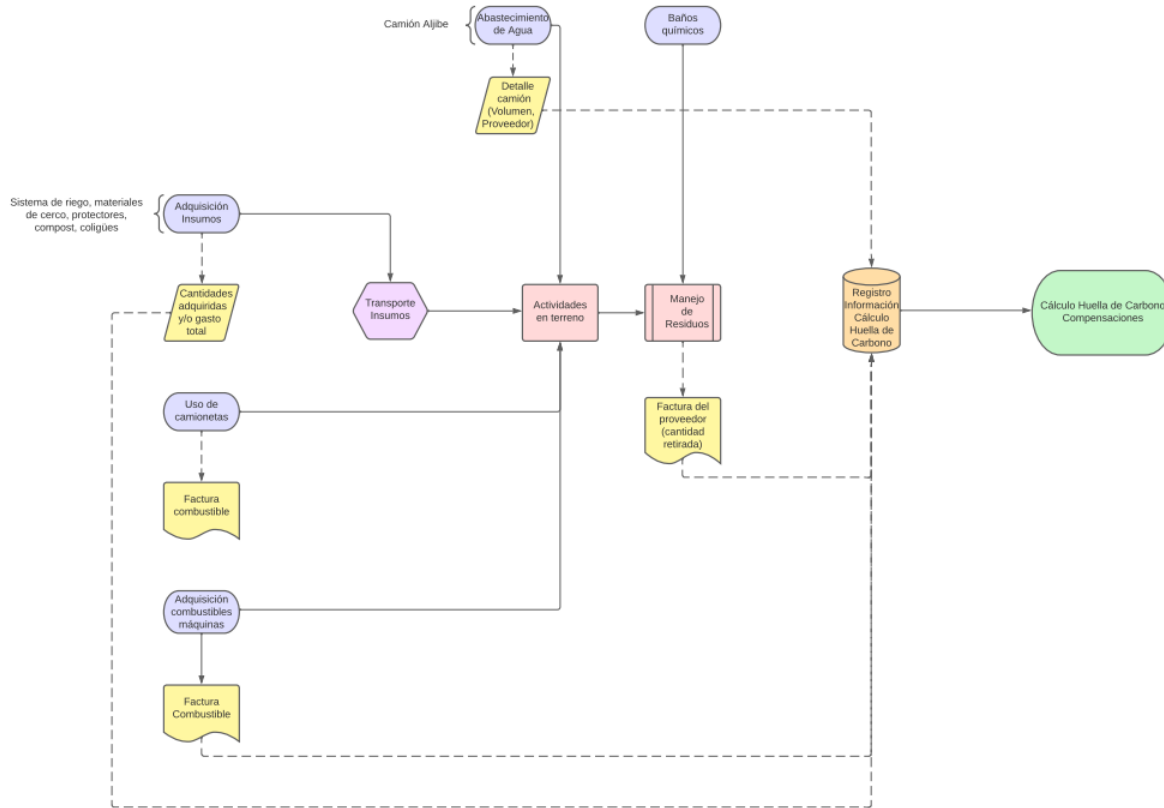 Camión Aljibe
Abastecimiento
de Agua
Baños
químicos
Detalle
camión
(Volumen,
Proveedor)
Sistema de riego, materiales
de cerco, protectores,
compost, coligües
Adquisición
Insumos
Cantidades
adquiridas
y/o gasto
total
Transporte
Insumos
Actividades
en terreno
Manejo
de
Residuos
Registro
Información
Cálculo
Huella de
Carbono
Cálculo Huella de Carbono
Compensaciones
Uso de
camionetas
Factura del
proveedor
(cantidad
retirada)
Factura
combustible
Adquisición
combustibles
máquinas
Factura
Combustible